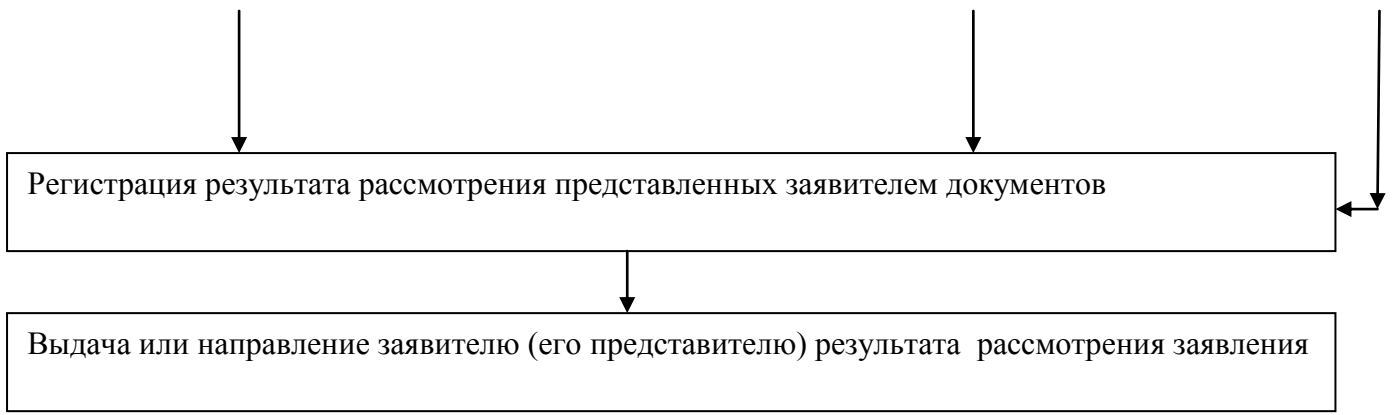 Регистрация результата рассмотрения представленных заявителем документов
Выдача или направление заявителю (его представителю) результата  рассмотрения заявления